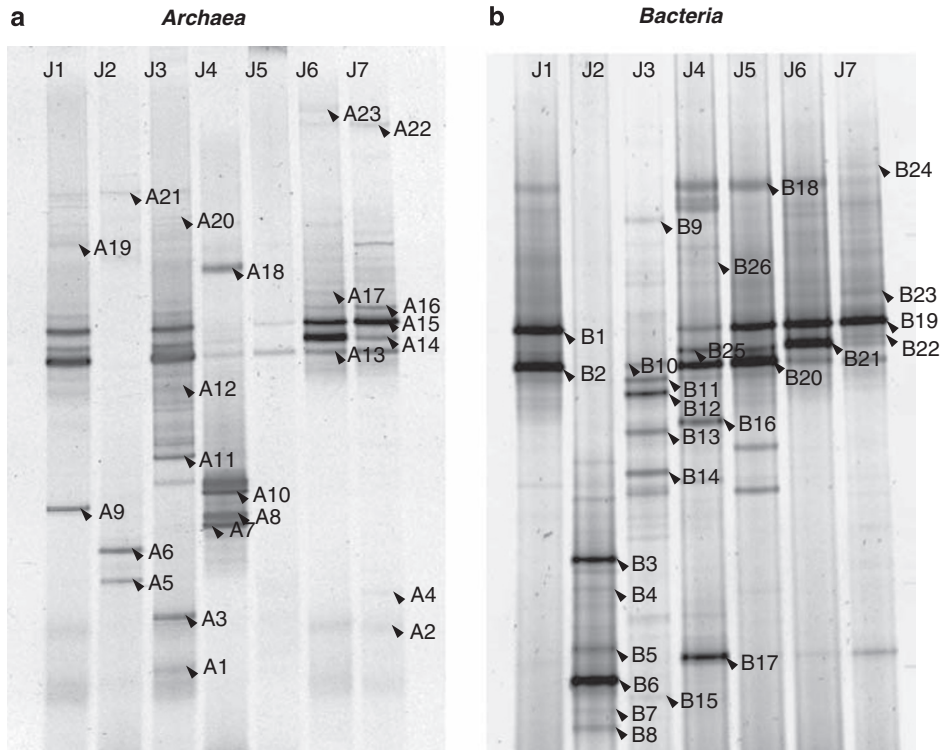 a Archaea
J1 J2 J3 J4 J5 J6 J7
A23
A22
A21
A20
A19
A18
A17
A16
A15
A14
A13
A12
A11
A10
A9
A8
A7
A6
A5
A4
A3
A2
A1
b Bacteria
J1 J2 J3 J4 J5 J6 J7
B24
B18
B9
B26
B23
B19
B1
B22
B25
B21
B10
B2
B20
B11
B12
B16
B13
B14
B3
B4
B5
B17
B6
B15
B7
B8